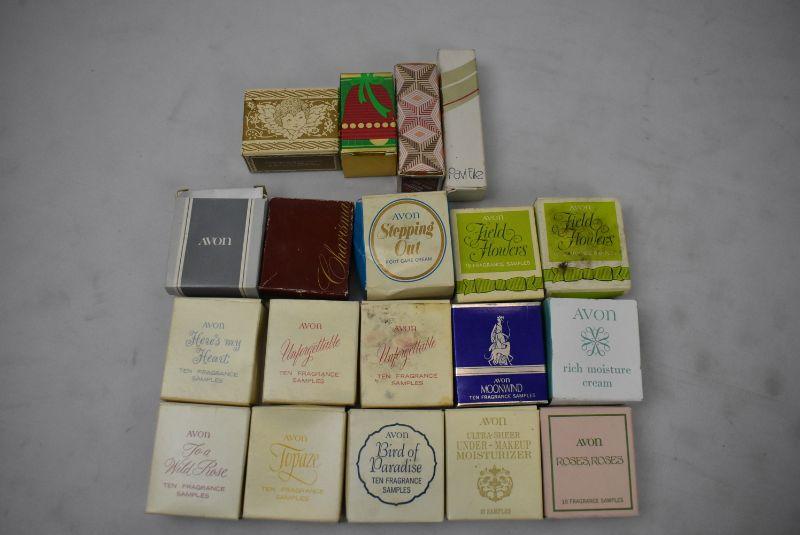 AVON
Charisma
AVON
Stepping
Out
FOOT CARE CREAM
AVON
Field
Flowers
10 FRAGRANCE SAMPLES
AVON
Field
Flowers
AVON
Here's my
Heart
TEN FRAGRANCE
SAMPLES
AVON
Unforgettable
TEN FRAGRANCE
SAMPLES
AVON
Unforgettable
TEN FRAGRANCE
SAMPLES
AVON
MOONWIND
TEN FRAGRANCE SAMPLES
AVON
rich moisture
cream
AVON
To a
Wild Rose
TEN FRAGRANCE
SAMPLES
AVON
Topaze
TEN FRAGRANCE
SAMPLES
AVON
Bird of
Paradise
TEN FRAGRANCE
SAMPLES
AVON
ULTRA-SHEER
UNDER-MAKEUP
MOISTURIZER
10 SAMPLES
AVON
ROSES, ROSES
10 FRAGRANCE SAMPLES